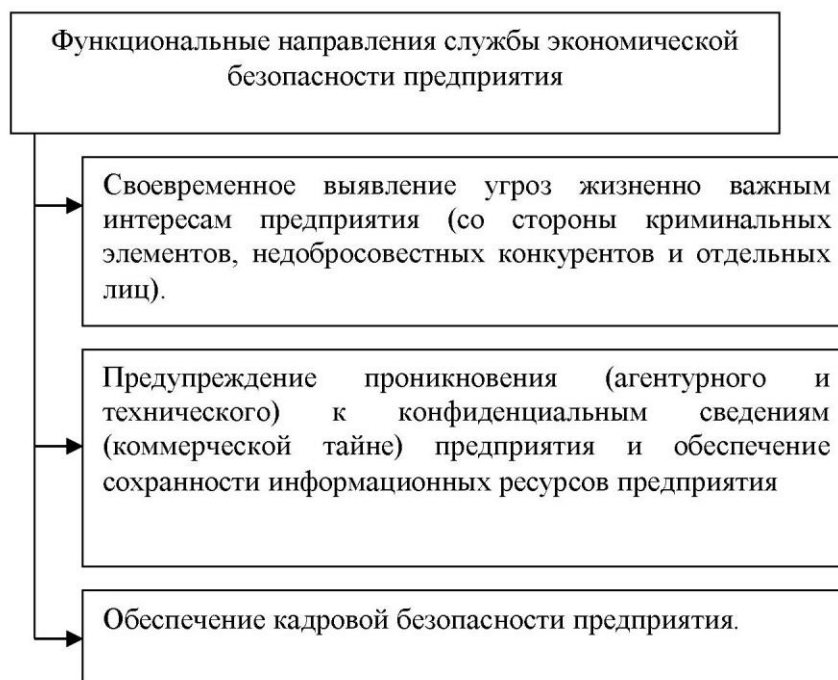 Функциональные направления службы экономической
безопасности предприятия
Своевременное выявление угроз жизненно важным
интересам предприятия (со стороны криминальных
элементов, недобросовестных конкурентов и отдельных
лиц).
Предупреждение проникновения (агентурного и
технического) к конфиденциальным сведениям
(коммерческой тайне) предприятия и обеспечение
сохранности информационных ресурсов предприятия
Обеспечение кадровой безопасности предприятия.